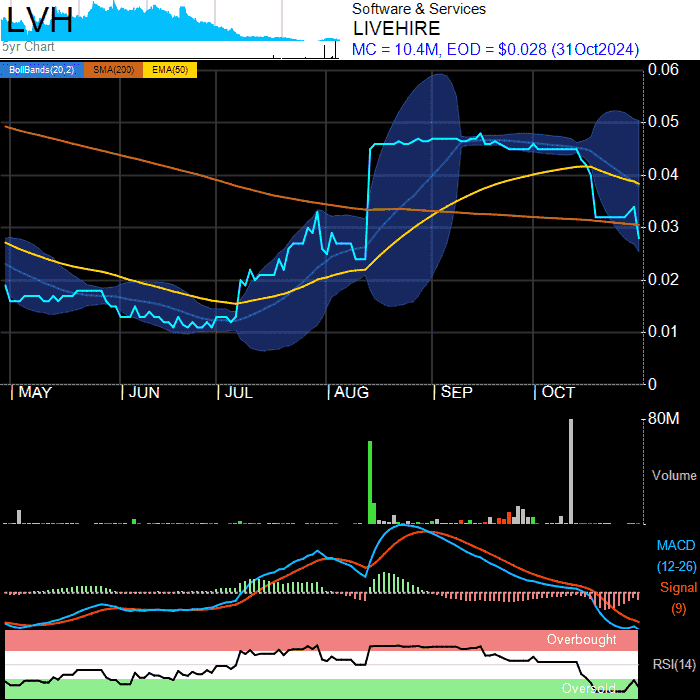 LVH
5yr Chart
Software & Services
LIVEHIRE
MC = 10.4M, EOD = $0.028 (31Oct2024)
BollBands(20,2) SMA(200) EMA(50)
0.06
0.05
0.04
0.03
0.02
0.01
0
MAY JUN JUL AUG SEP OCT
80M
Volume
MACD
(12-26)
Signal
(9)
Overbought
RSI(14)
Oversold